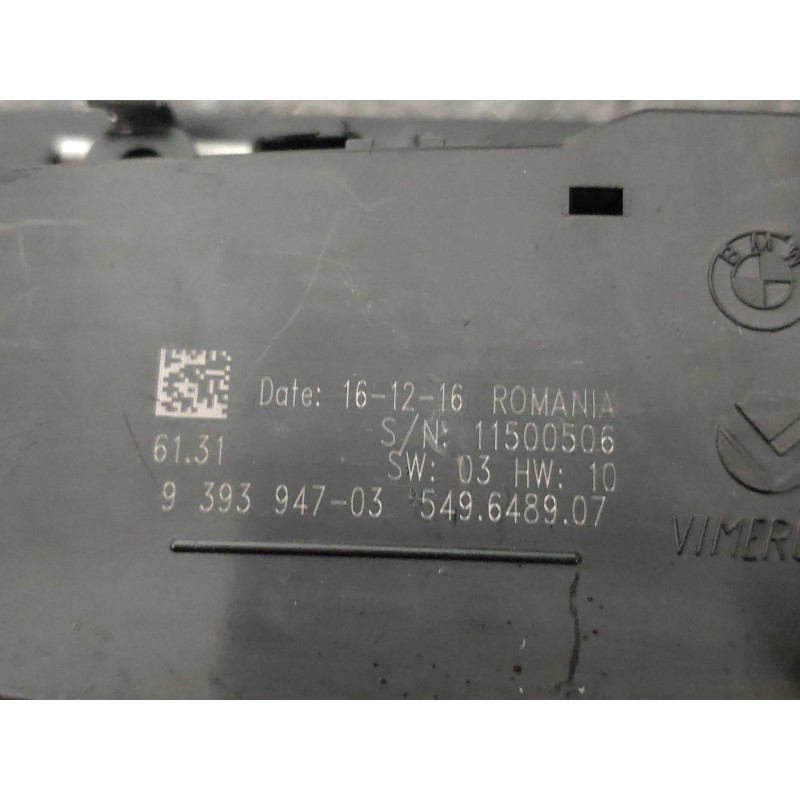 BMW
Date: 16-12-16 ROMANIA
S/N: 11500506
61.31
SW: 03 HW: 10
9 393 947-03 549.6489.07